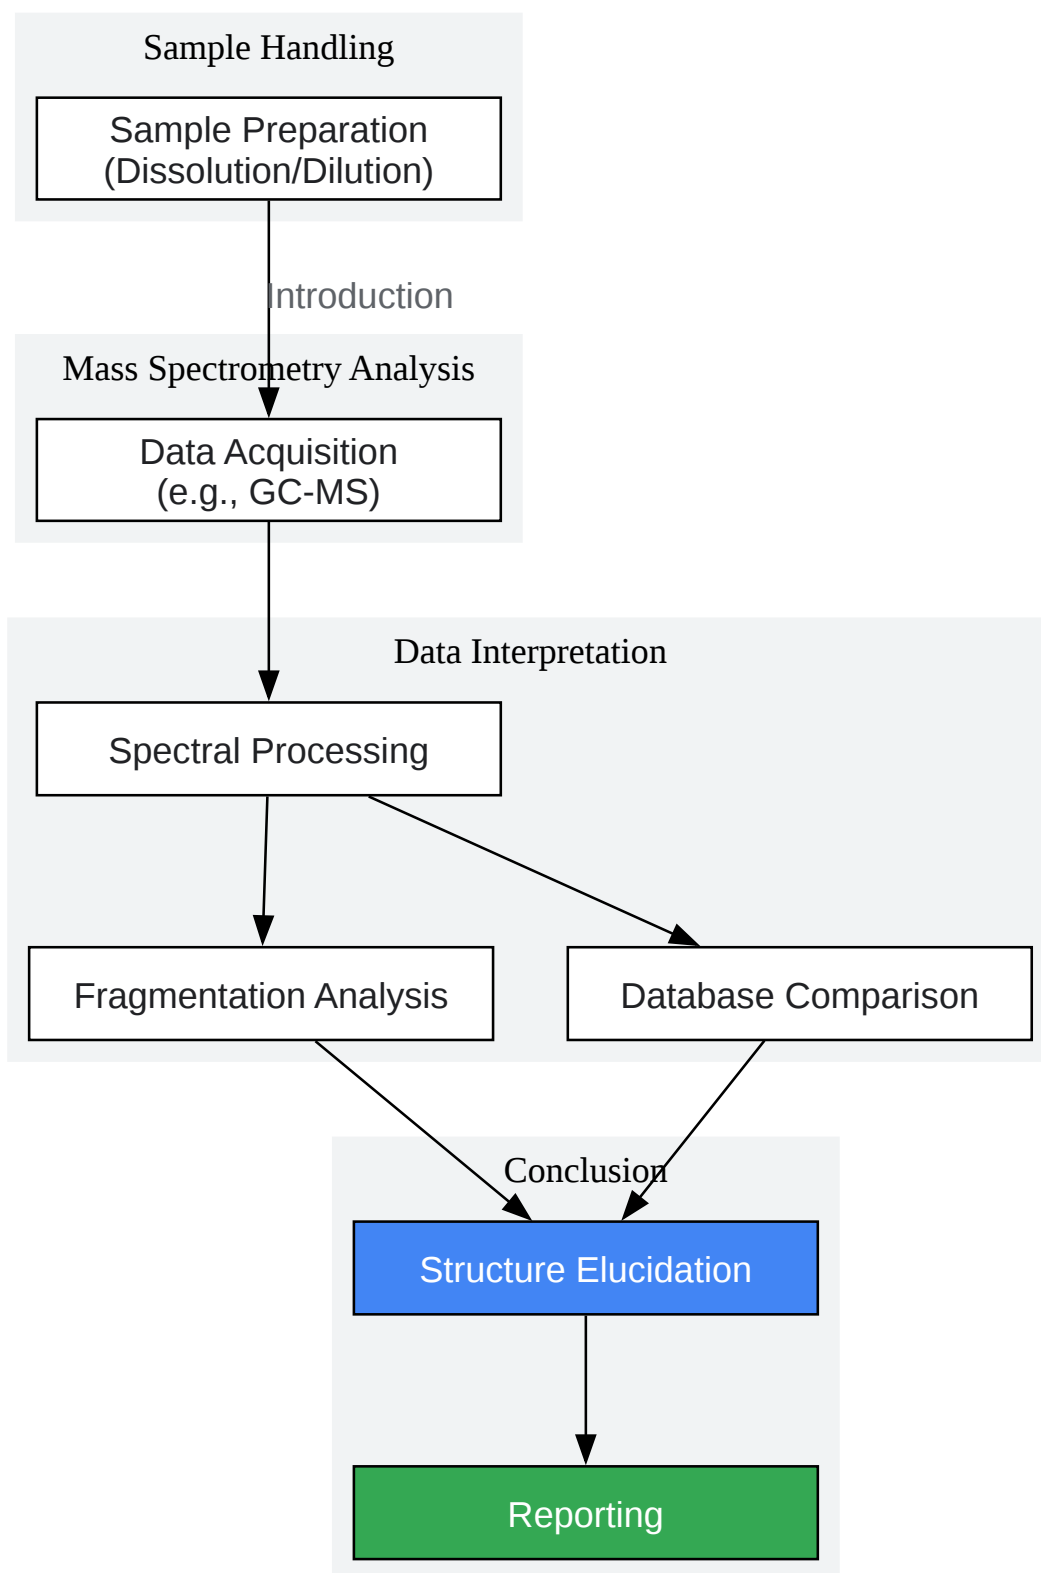 Sample Handling
Sample Preparation
(Dissolution/Dilution)
Introduction
Mass Spectrometry Analysis
Data Acquisition
(e.g., GC-MS)
Data Interpretation
Spectral Processing
Fragmentation Analysis
Database Comparison
Conclusion
Structure Elucidation
Reporting